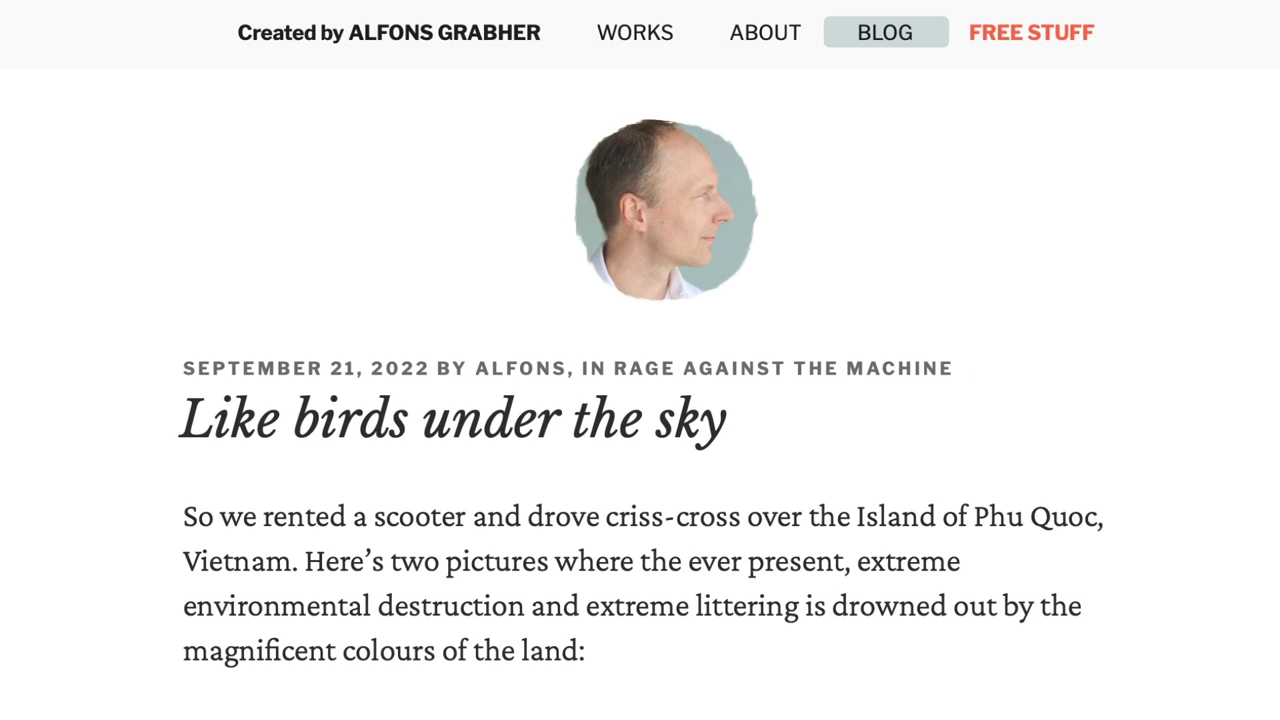 Created by ALFONS GRABHER WORKS ABOUT BLOG FREE STUFF
SEPTEMBER 21, 2022 BY ALFONS, IN RAGE AGAINST THE MACHINE
Like birds under the sky
So we rented a scooter and drove criss-cross over the Island of Phu Quoc,
Vietnam. Here’s two pictures where the ever present, extreme
environmental destruction and extreme littering is drowned out by the
magnificent colours of the land: